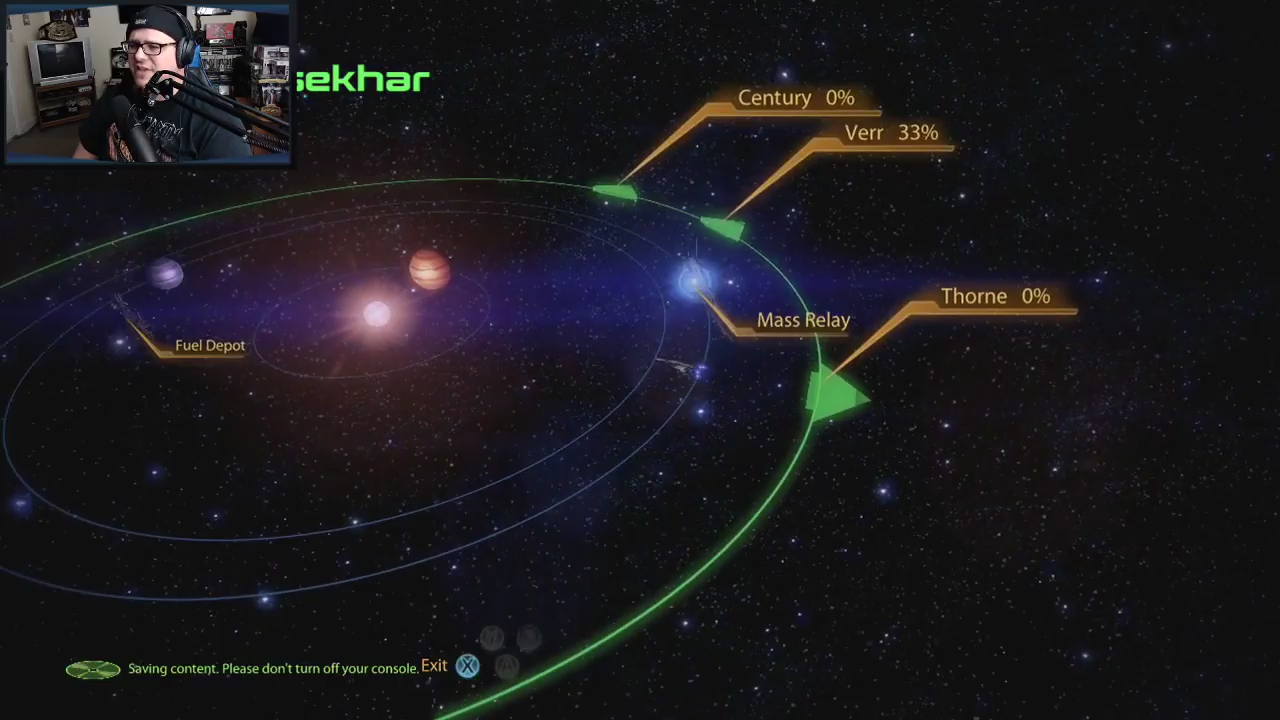 sekhar
Century 0%
Verr 33%
Thorne 0%
Mass Relay
Fuel Depot
Saving content. Please don't turn off your console.
Exit X